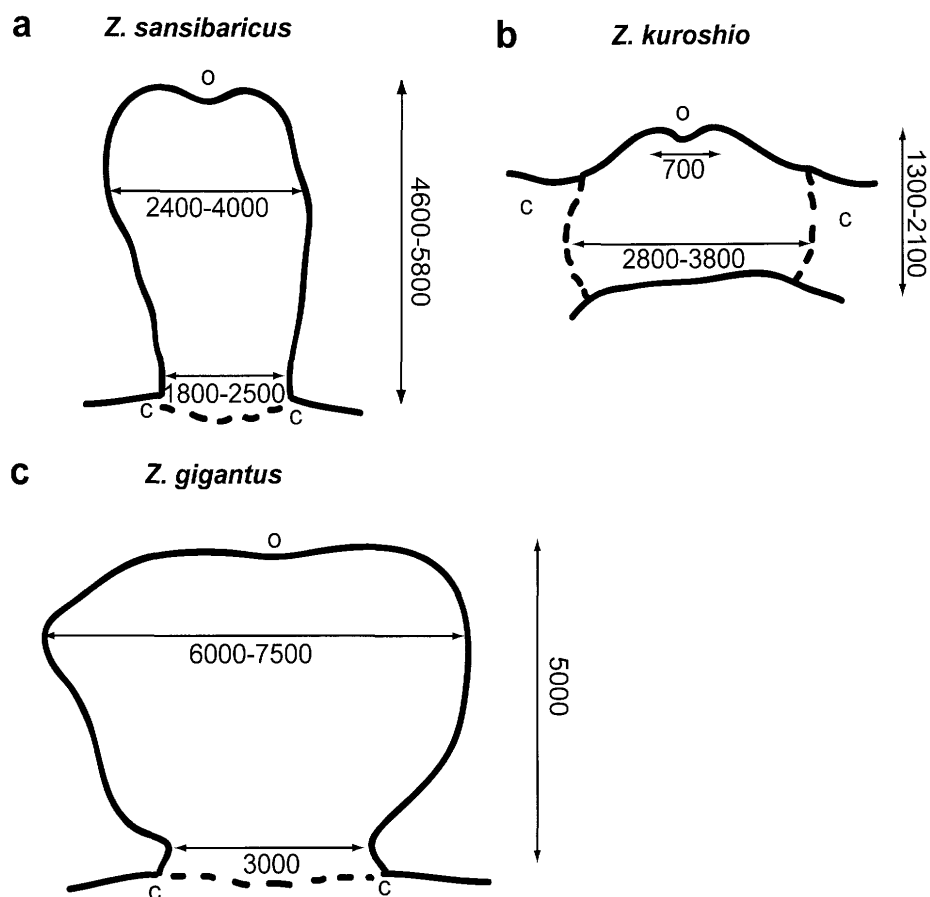 a
Z. sansibaricus
o
2400-4000
4600-5800
1800-2500
c
c
b
Z. kuroshio
o
700
c
c
2800-3800
1300-2100
c
Z. gigantus
o
6000-7500
5000
3000
c
c